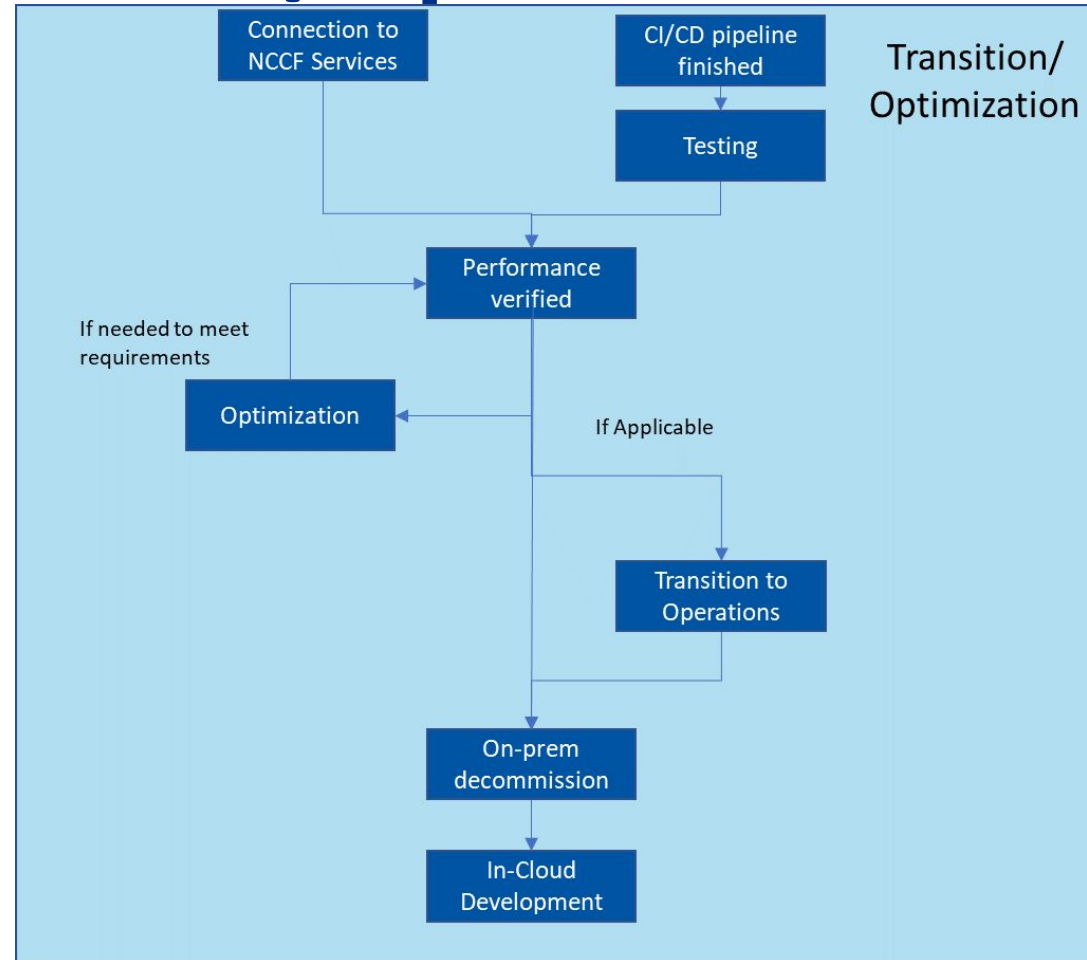 Connection to
NCCF Services
CI/CD pipeline
finished
Transition/
Optimization
Testing
Performance
verified
If needed to meet
requirements
Optimization
If Applicable
Transition to
Operations
On-prem
decommission
In-Cloud
Development